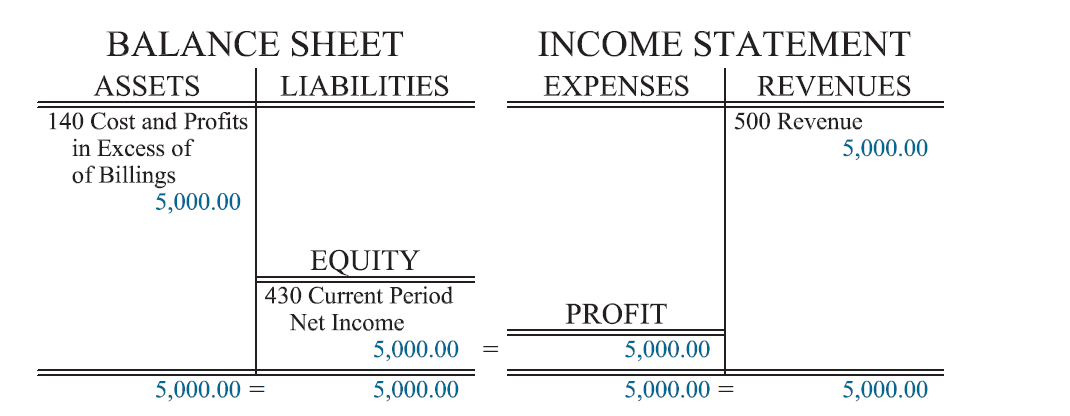 BALANCE SHEET
ASSETS
LIABILITIES
140 Cost and Profits
in Excess of
of Billings
5,000.00
EQUITY
430 Current Period
Net Income
5,000.00 =
5,000.00 =
5,000.00
INCOME STATEMENT
EXPENSES
REVENUES
500 Revenue
5,000.00
PROFIT
5,000.00
5,000.00 =
5,000.00